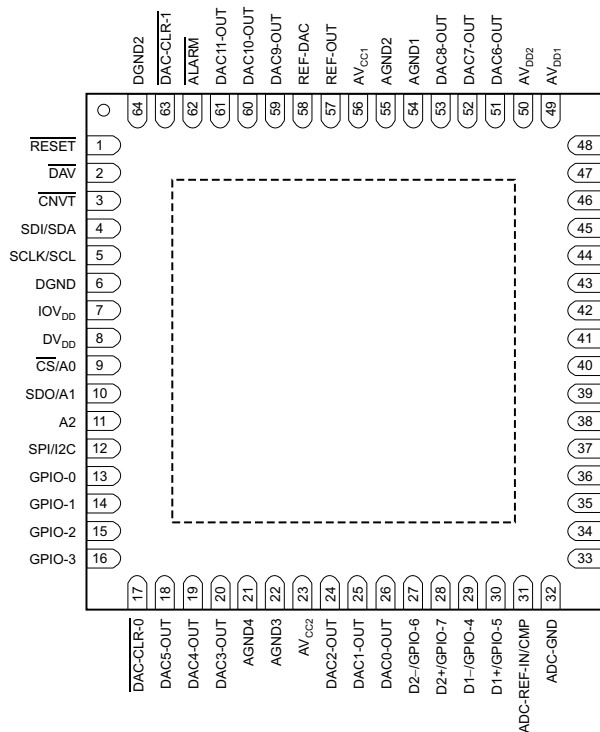 DGND2
DAC-CLR-1
ALARM
DAC11-OUT
DAC10-OUT
DAC9-OUT
REF-DAC
REF-OUT
AVCC1
AGND2
AGND1
DAC8-OUT
DAC7-OUT
DAC6-OUT
AVDD2
AVDD1
64 63 62 61 60 59 58 57 56 55 54 53 52 51 50 49
RESET 1 48
DAV 2 47
CNVT 3 46
SDI/SDA 4 45
SCLK/SCL 5 44
DGND 6 43
IOVDD 7 42
DVDD 8 41
CS/A0 9 40
SDO/A1 10 39
A2 11 38
SPI/I2C 12 37
GPIO-0 13 36
GPIO-1 14 35
GPIO-2 15 34
GPIO-3 16 33
17 18 19 20 21 22 23 24 25 26 27 28 29 30 31 32
DAC-CLR-0
DAC5-OUT
DAC4-OUT
DAC3-OUT
AGND4
AGND3
AVCC2
DAC2-OUT
DAC1-OUT
DAC0-OUT
D2–/GPIO-6
D2+/GPIO-7
D1–/GPIO-4
D1+/GPIO-5
ADC-REF-IN/CMP
ADC-GND